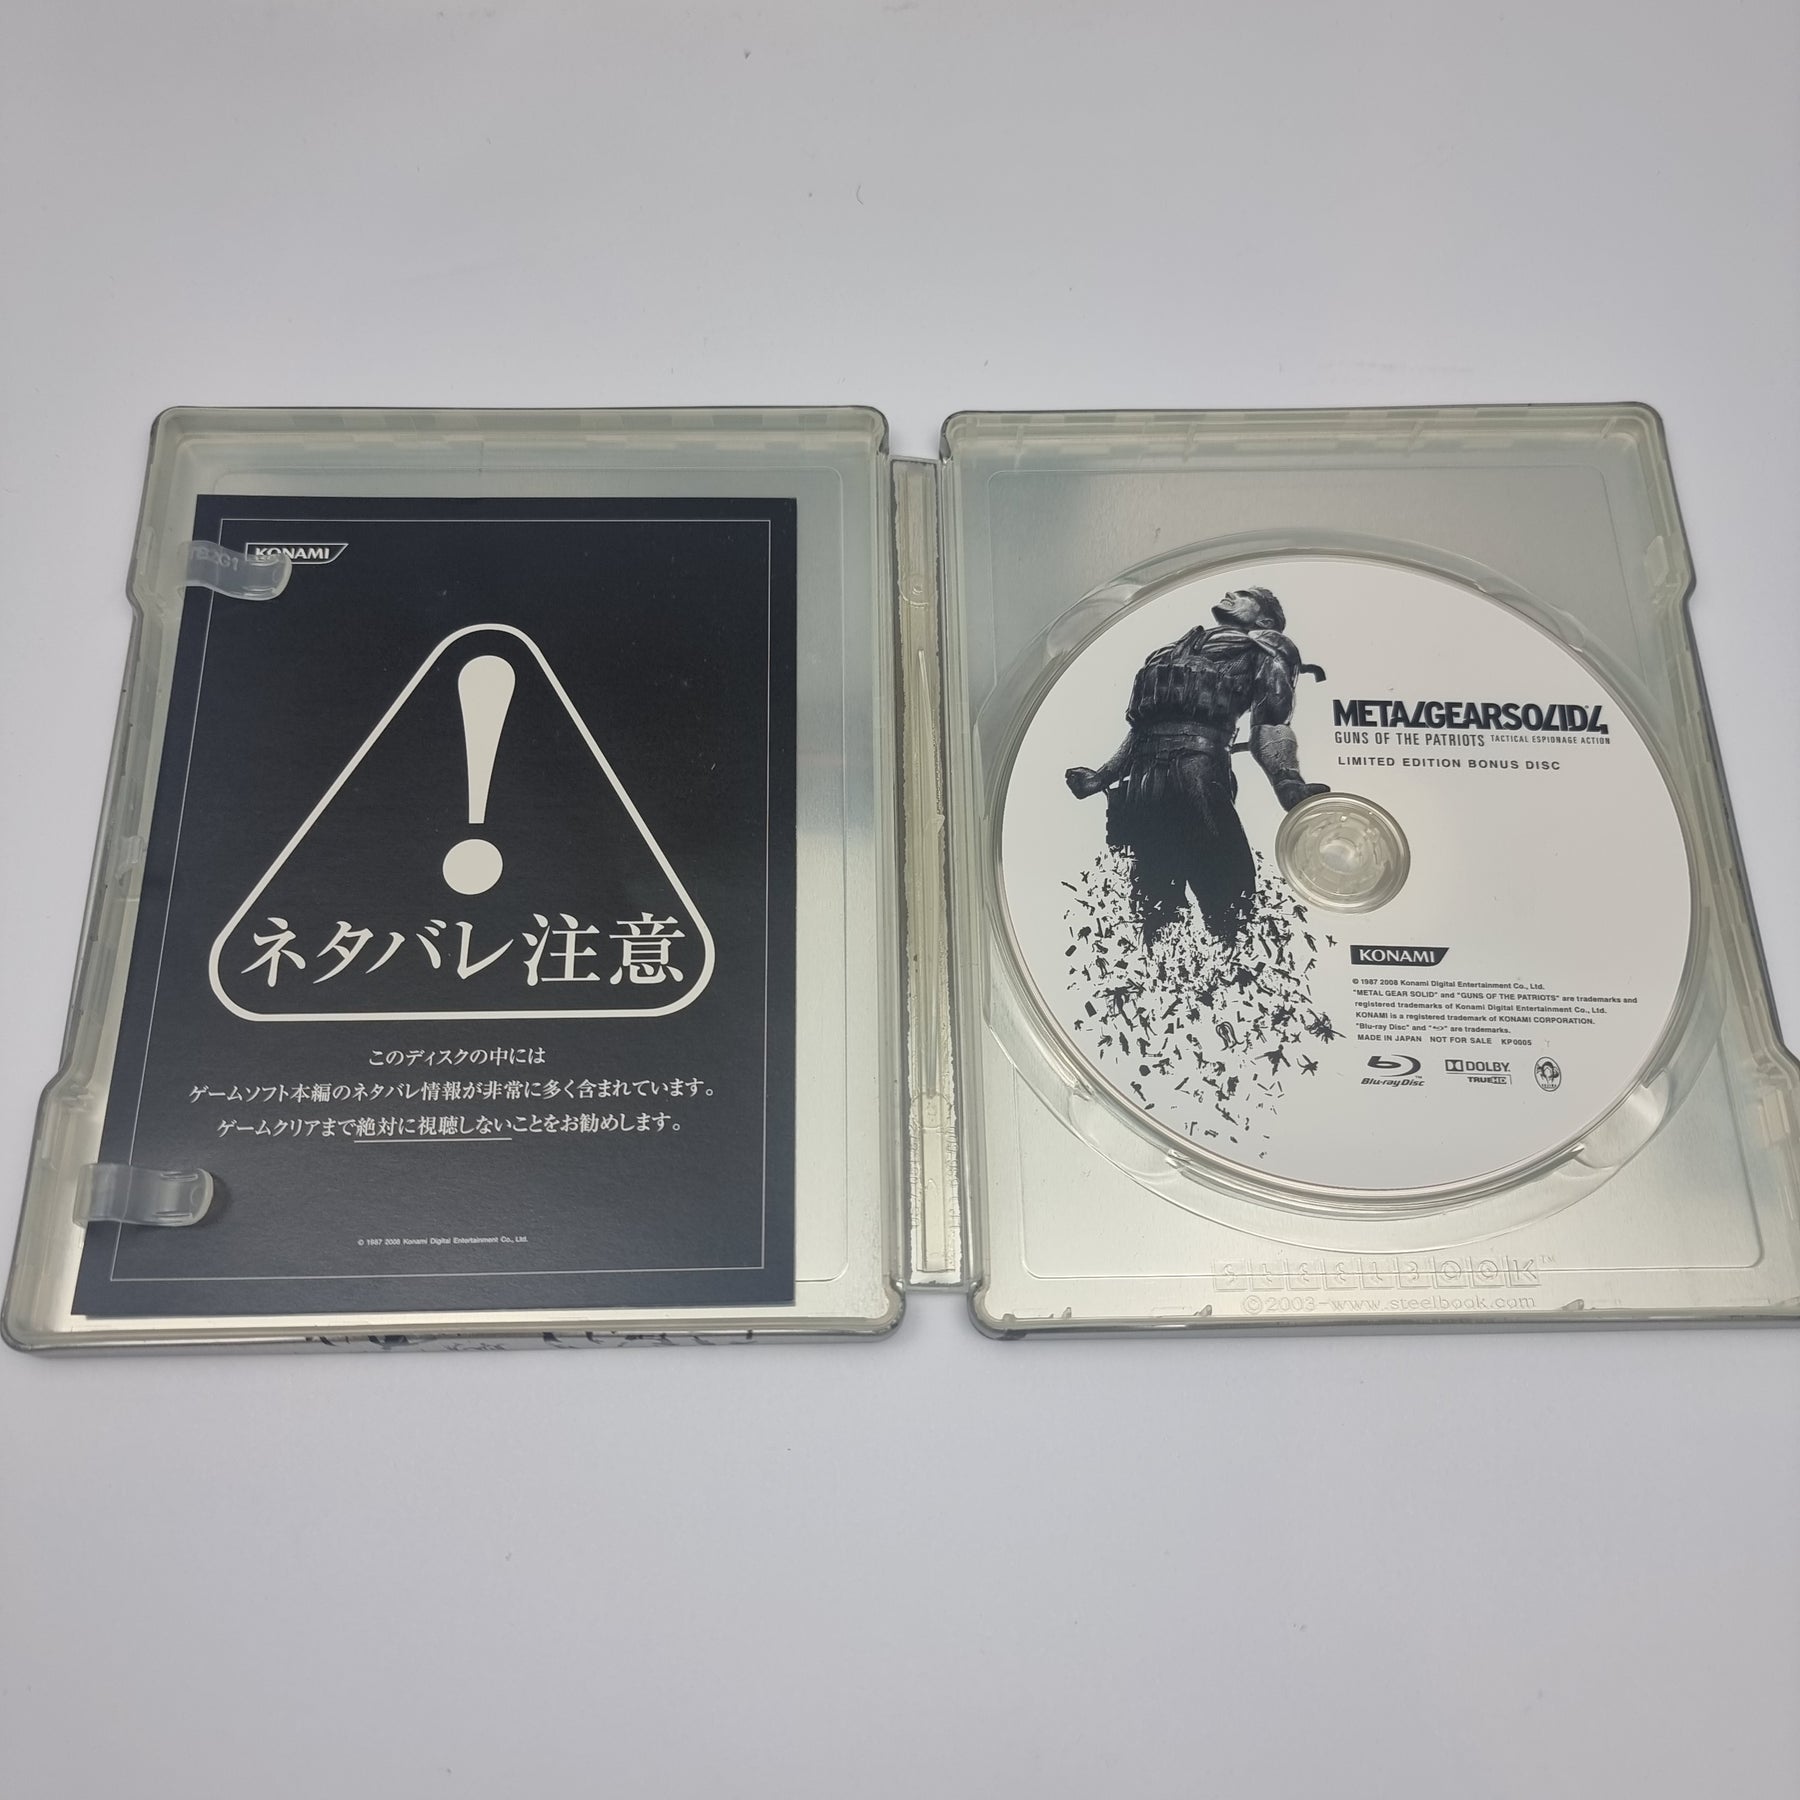 KONAMI
ネタバレ注意
このディスクの中には
ゲームソフト本編のネタバレ情報が非常に多く含まれています。
ゲームクリアまで絶対に視聴しないことをお勧めします。
© 1987 2008 Konami Digital Entertainment Co., Ltd.
METAL GEAR SOLID 4
GUNS OF THE PATRIOTS TACTICAL ESPIONAGE ACTION
LIMITED EDITION BONUS DISC
KONAMI
© 1987 2008 Konami Digital Entertainment Co., Ltd.
"METAL GEAR SOLID" and "GUNS OF THE PATRIOTS" are trademarks and
registered trademarks of Konami Digital Entertainment Co., Ltd.
KONAMI is a registered trademark of KONAMI CORPORATION.
"Blu-ray Disc" and are trademarks.
MADE IN JAPAN NOT FOR SALE KP0005
Blu-ray Disc™ DOLBY TRUEHD
STEELBOOK™
©2003-www.steelbook.com